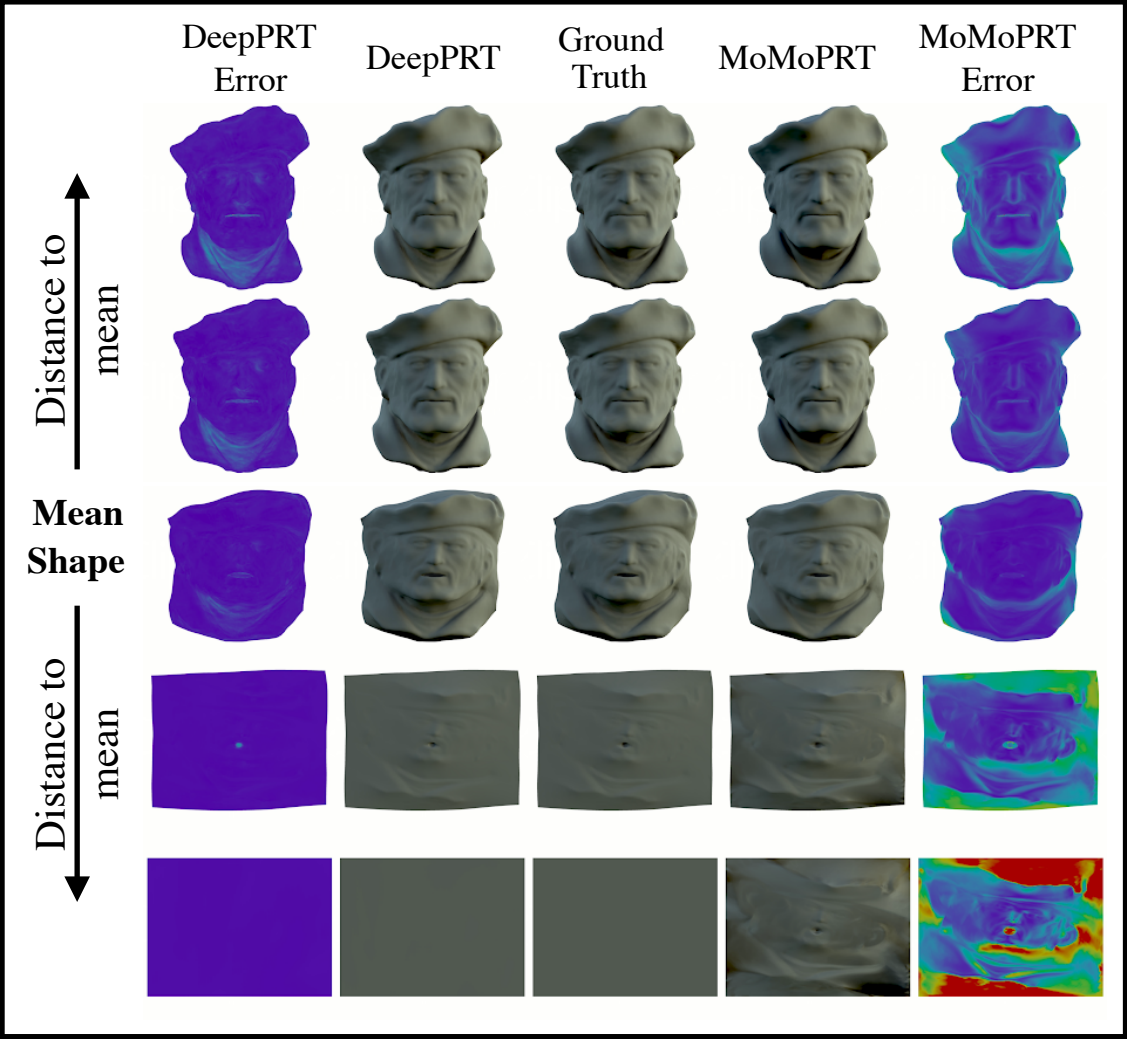 DeepPRT
Error
DeepPRT
Ground
Truth
MoMoPRT
MoMoPRT
Error
Distance to
mean
Mean
Shape
Distance to
mean